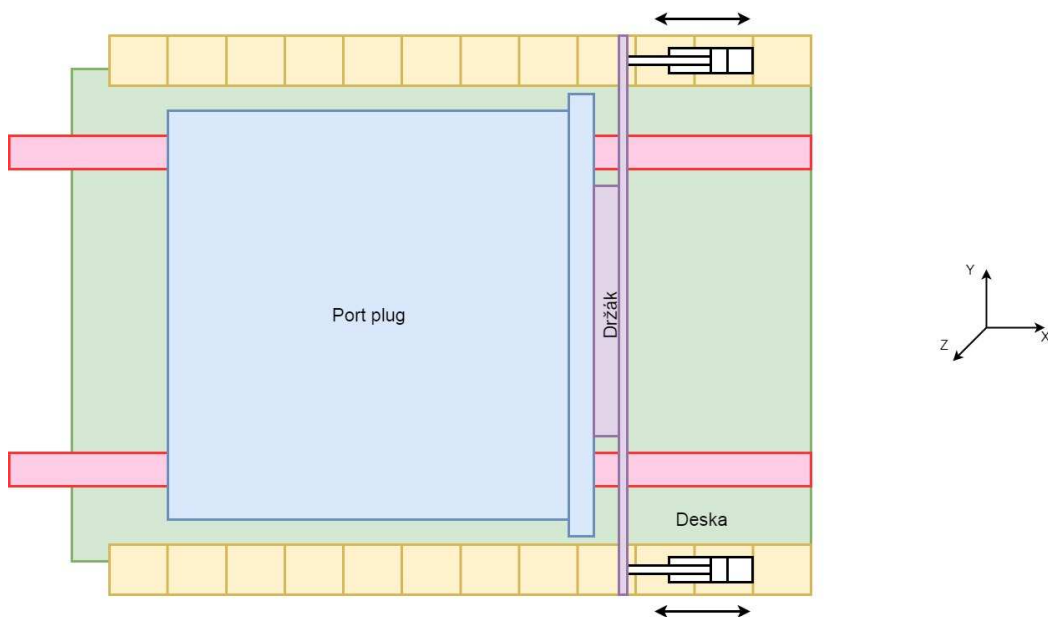 Port plug
Držák
Deska
Y
X
Z